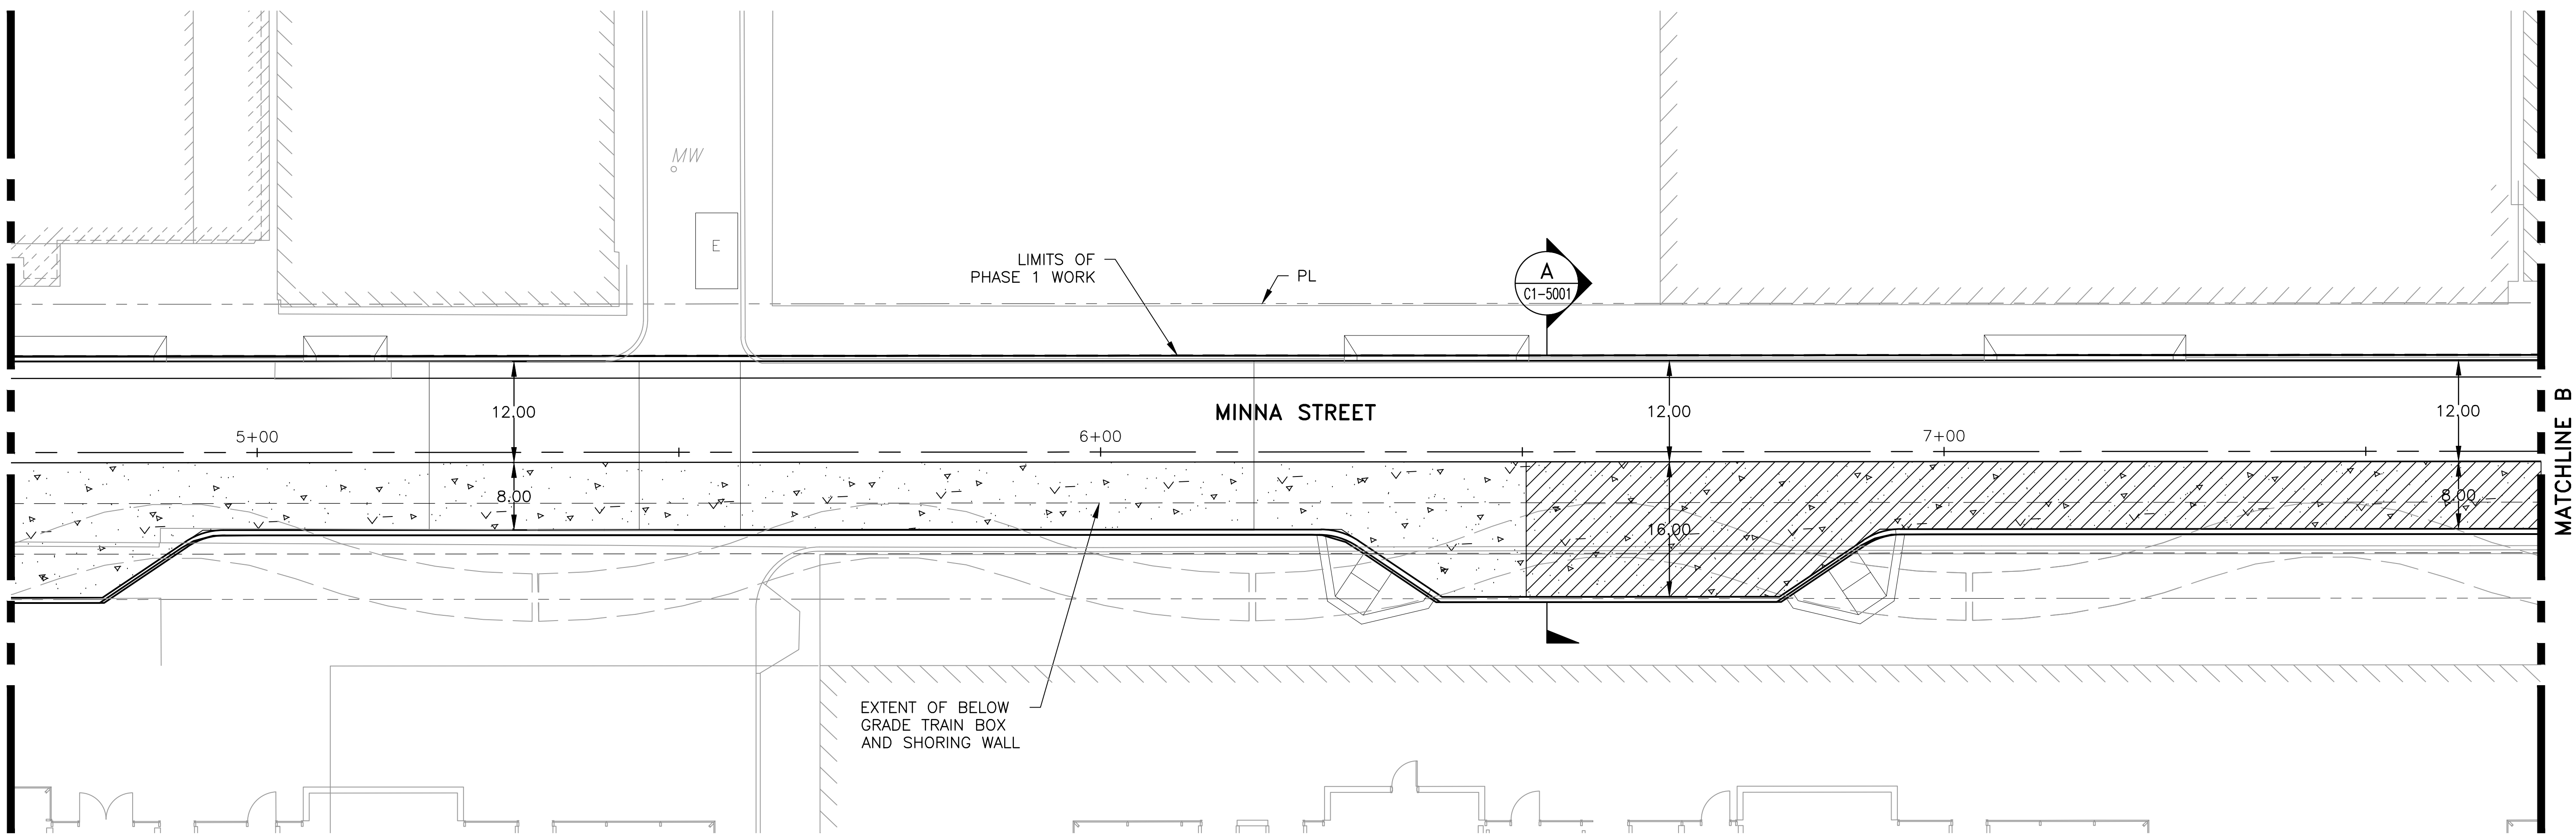 MW
E
LIMITS OF
PHASE 1 WORK
PL
A
C1-5001
12.00
MINNA STREET
12.00
12.00
5+00
6+00
7+00
8.00
16.00
8.00
EXTENT OF BELOW
GRADE TRAIN BOX
AND SHORING WALL
MATCHLINE B